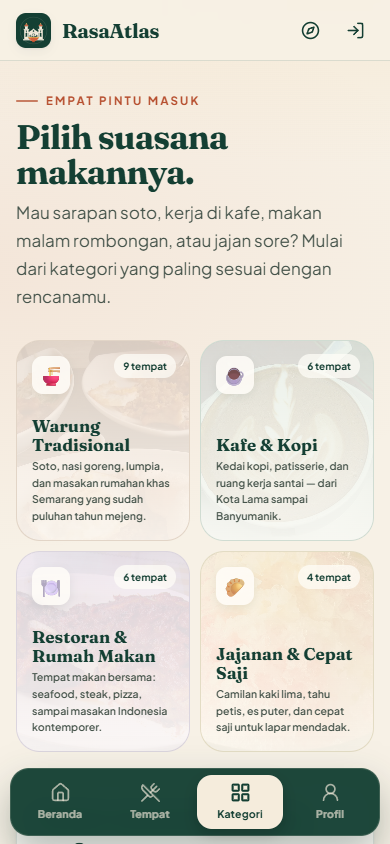 RasaAtlas
EMPAT PINTU MASUK
Pilih suasana
makannya.
Mau sarapan soto, kerja di kafe, makan
malam rombongan, atau jajan sore? Mulai
dari kategori yang paling sesuai dengan
rencanamu.
9 tempat
Warung
Tradisional
Soto, nasi goreng, lumpia,
dan masakan rumahan khas
Semarang yang sudah
puluhan tahun mejeng.
6 tempat
Kafe & Kopi
Kedai kopi, patisserie, dan
ruang kerja santai — dari
Kota Lama sampai
Banyumanik.
6 tempat
Restoran &
Rumah Makan
Tempat makan bersama:
seafood, steak, pizza,
sampai masakan Indonesia
kontemporer.
4 tempat
Jajanan & Cepat
Saji
Camilan kaki lima, tahu
petis, es puter, dan cepat
saji untuk lapar mendadak.
Beranda
Tempat
Kategori
Profil